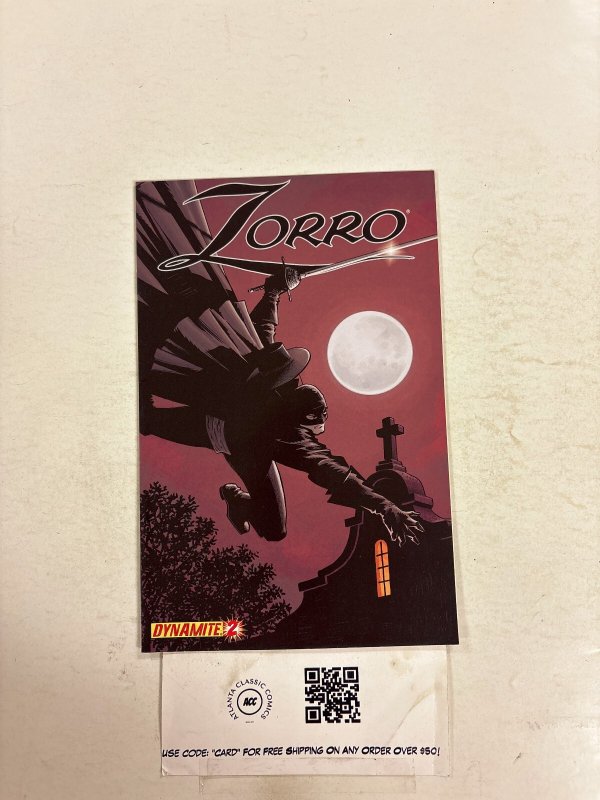 ZORRO®
DYNAMITE 2
ATLANTA CLASSIC COMICS
ACC
USE CODE: "CARD" FOR FREE SHIPPING ON ANY ORDER OVER $50!